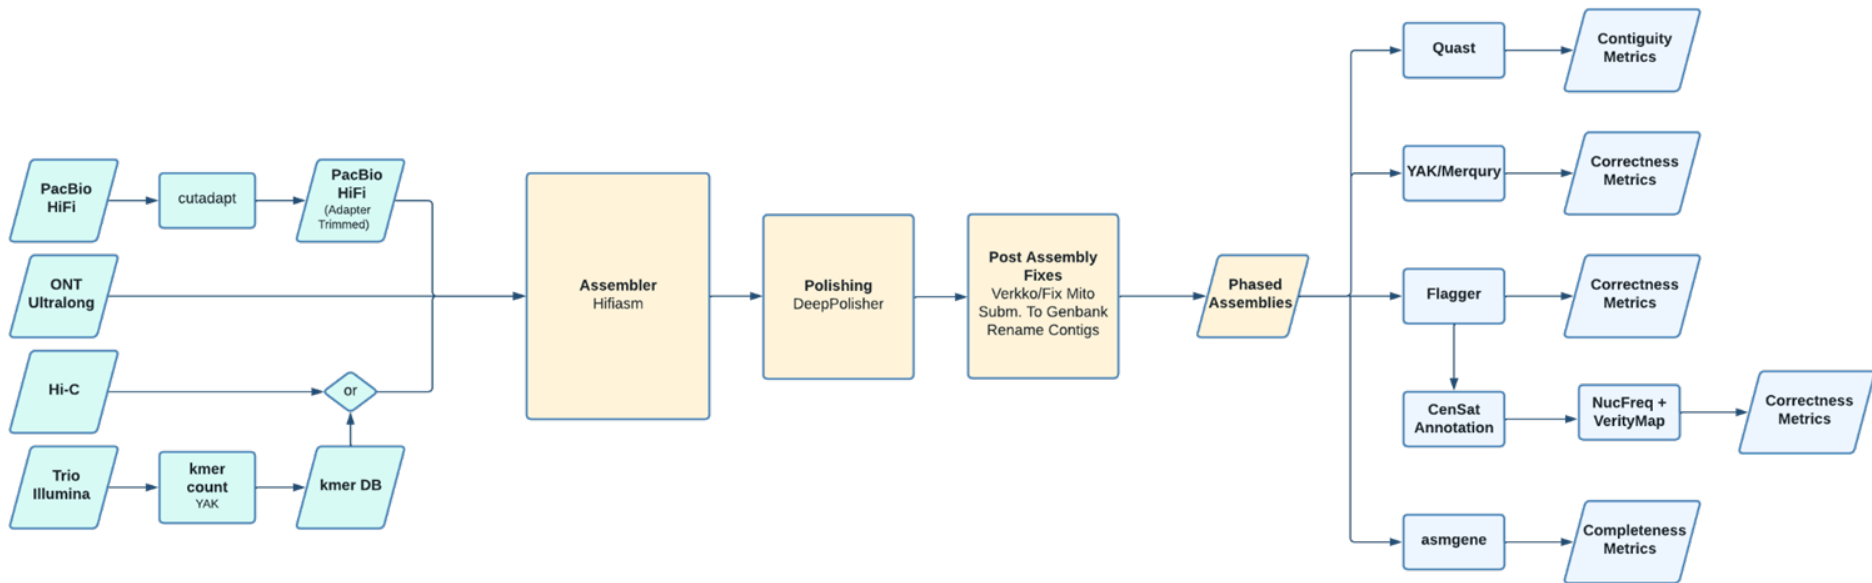 PacBio
HiFi
cutadapt
PacBio
HiFi
(Adapter
Trimmed)
ONT
Ultralong
Hi-C
or
Trio
Illumina
kmer
count
YAK
kmer DB
Assembler
Hifiasm
Polishing
DeepPolisher
Post Assembly
Fixes
Verkko/Fix Mito
Subm. To Genbank
Rename Contigs
Phased
Assemblies
Quast
Contiguity
Metrics
YAK/Merqury
Correctness
Metrics
Flagger
Correctness
Metrics
CenSat
Annotation
NucFreq +
VerityMap
Correctness
Metrics
asmgene
Completeness
Metrics